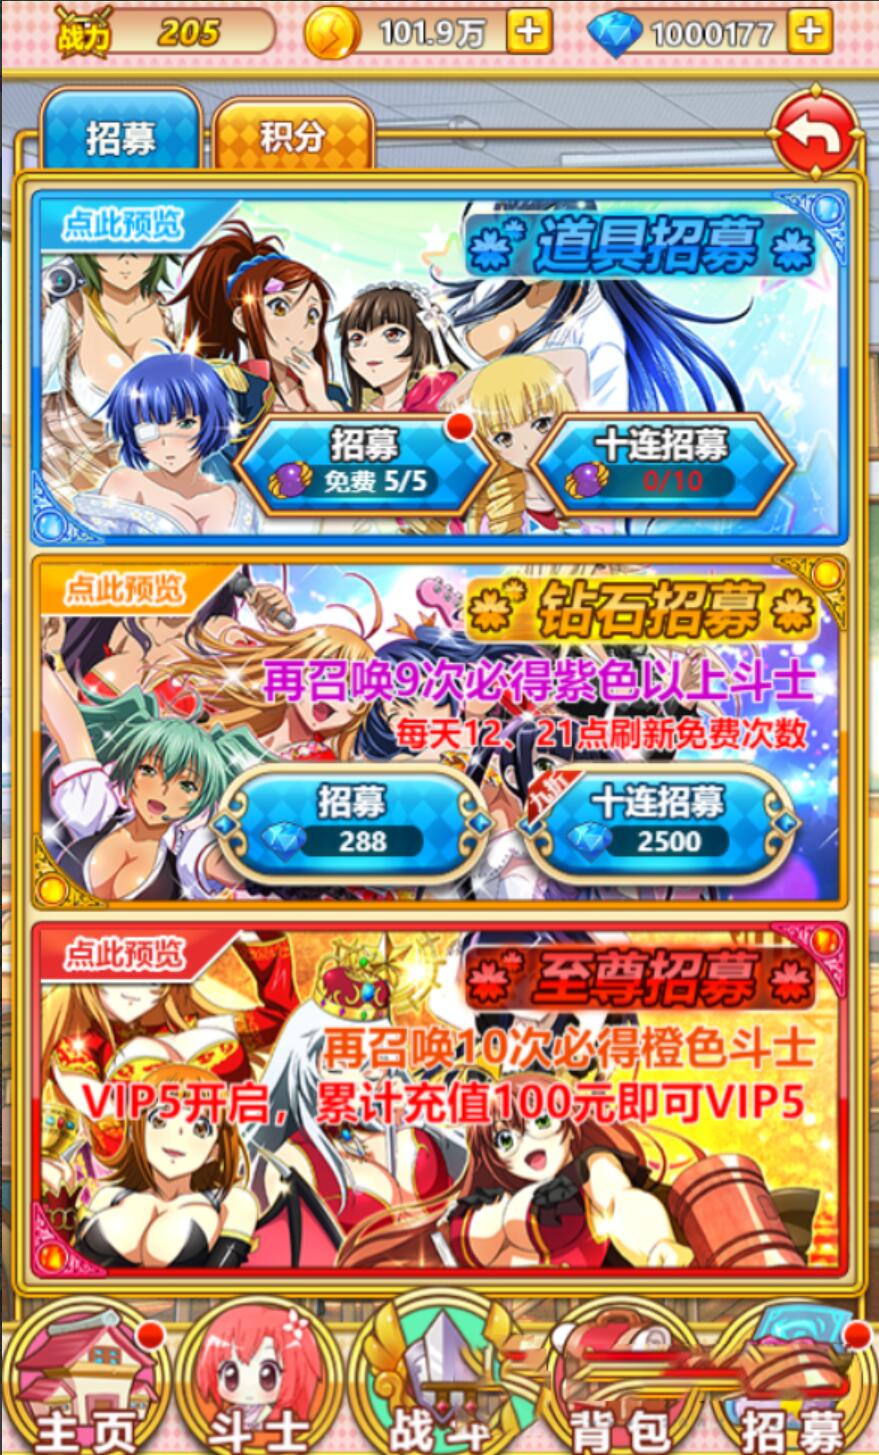 战力 205 101.9万 1000177
招募 积分
点此预览 道具招募
招募 十连招募
免费 5/5 0/10
点此预览 钻石招募
再召唤9次必得紫色以上斗士
每天12、21点刷新免费次数
招募 九折 十连招募
288 2500
点此预览 至尊招募
再召唤10次必得橙色斗士
VIP5开启，累计充值100元即可VIP5
主页 斗士 战斗 背包 招募